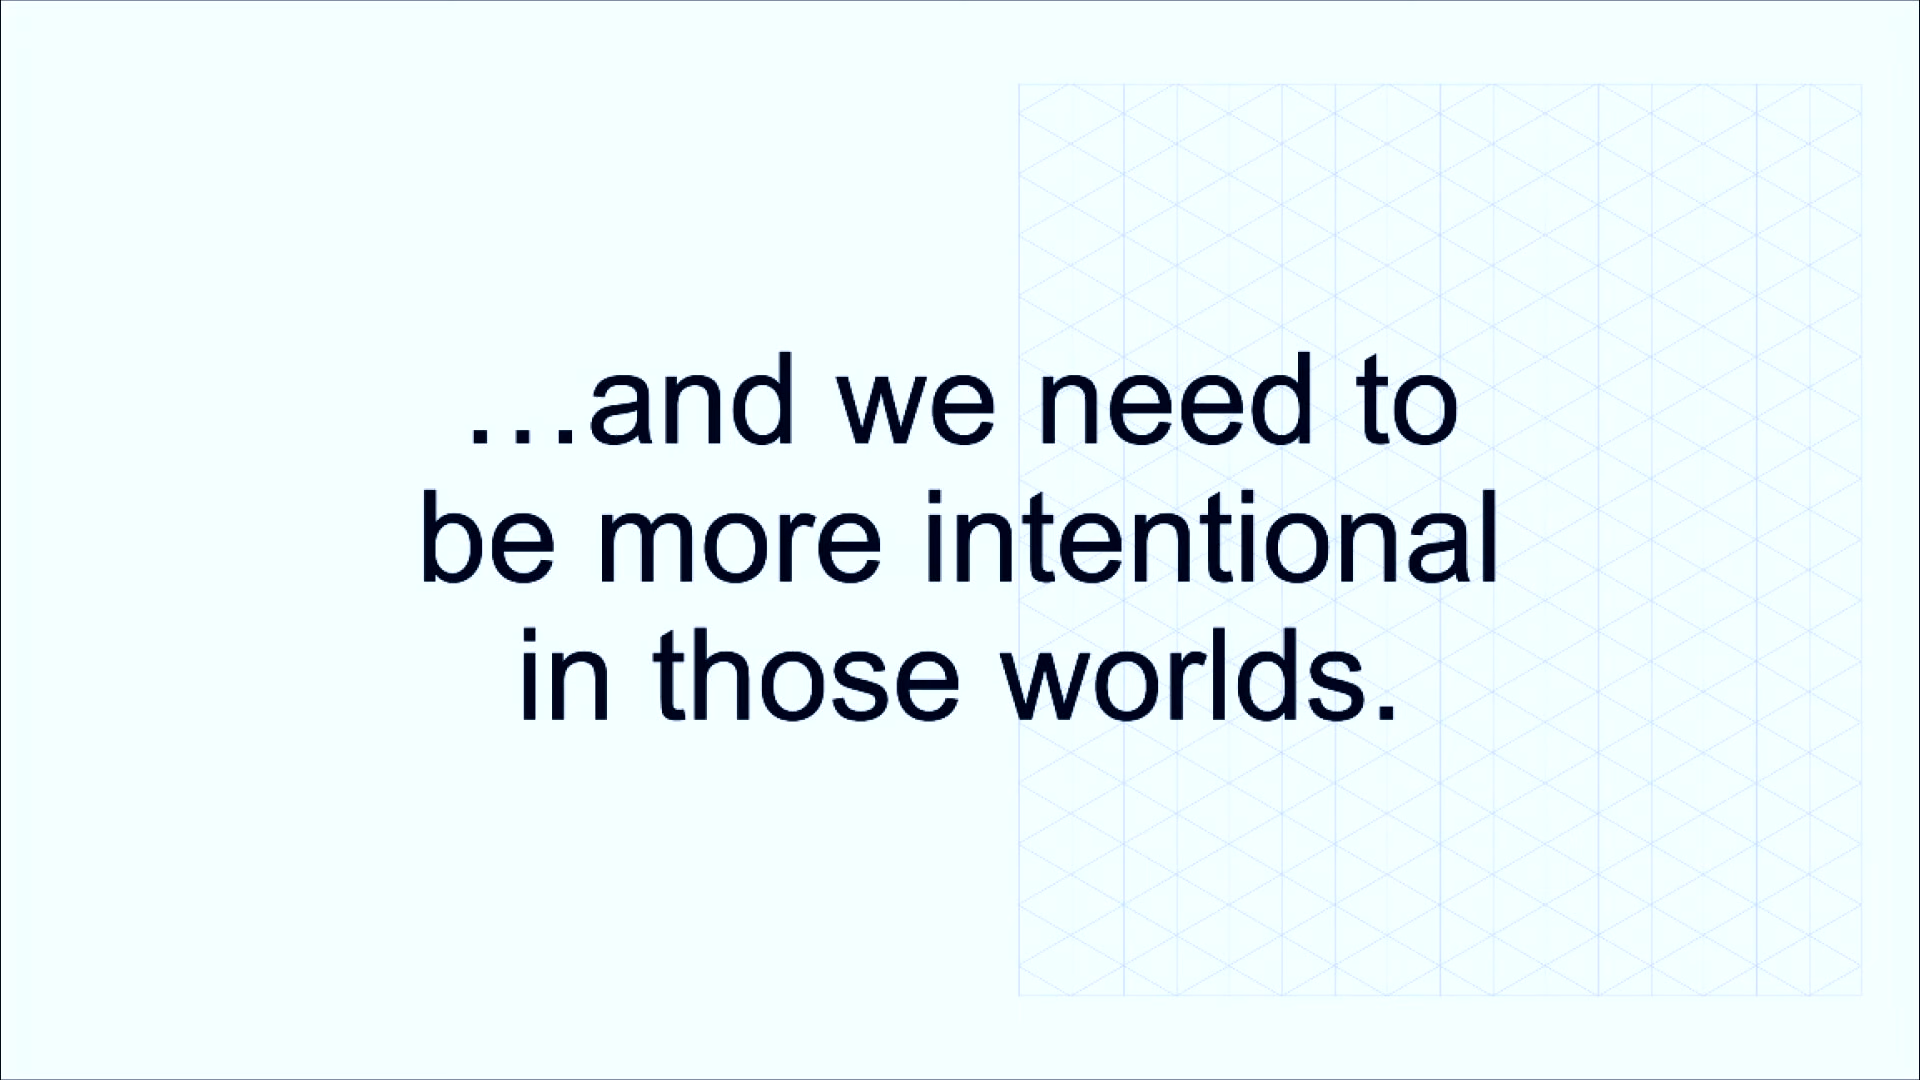 …and we need to
be more intentional
in those worlds.